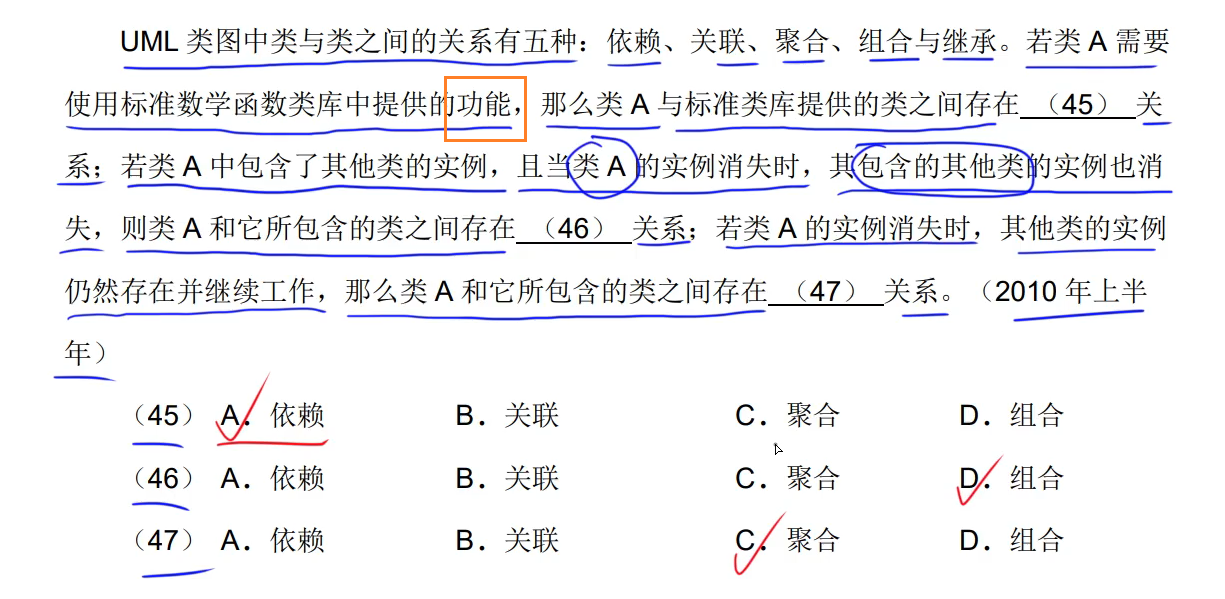 UML 类图中类与类之间的关系有五种：依赖、关联、聚合、组合与继承。若类 A 需要
使用标准数学函数类库中提供的功能，那么类 A 与标准类库提供的类之间存在 （45） 关
系；若类 A 中包含了其他类的实例，且当类 A 的实例消失时，其包含的其他类的实例也消
失，则类 A 和它所包含的类之间存在 （46） 关系；若类 A 的实例消失时，其他类的实例
仍然存在并继续工作，那么类 A 和它所包含的类之间存在 （47） 关系。（2010 年上半
年）
（45） A．依赖 B．关联 C．聚合 D．组合
（46） A．依赖 B．关联 C．聚合 D．组合
（47） A．依赖 B．关联 C．聚合 D．组合